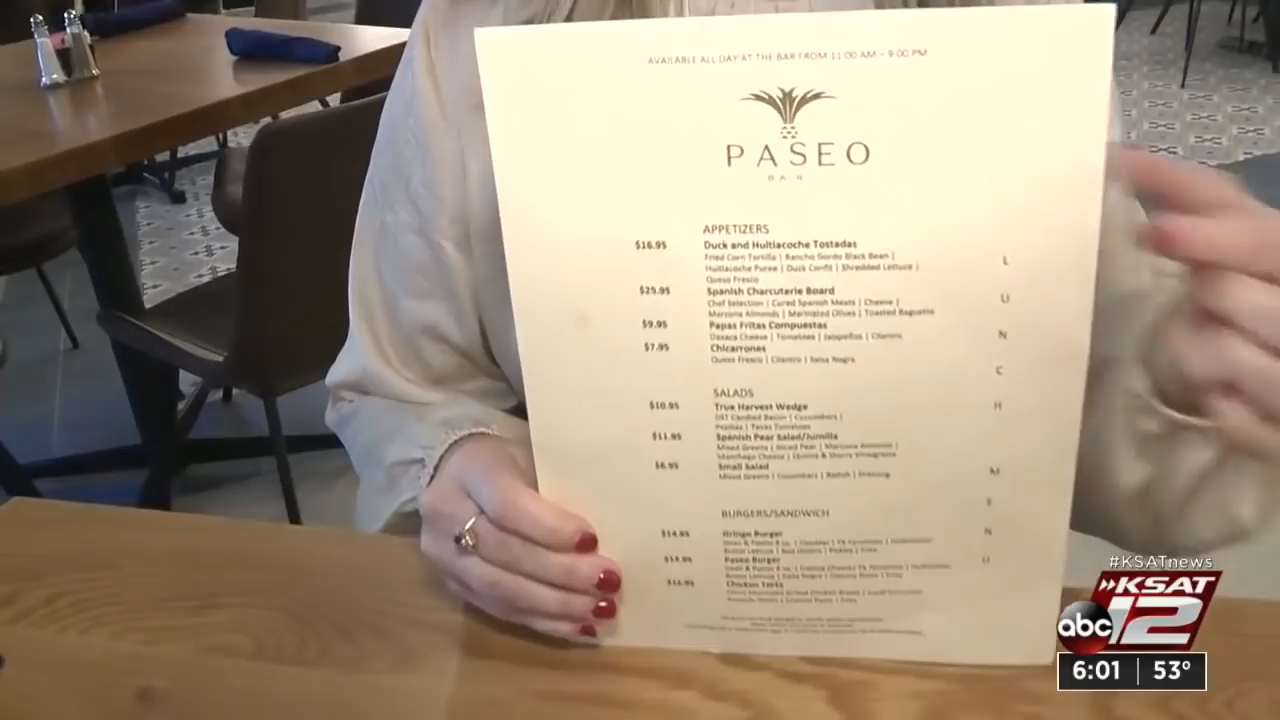 AVAILABLE ALL DAY AT THE BAR FROM 11:00 AM – 9:00 PM
PASEO
BAR
APPETIZERS
$16.95 Duck and Huitlacoche Tostadas
Fried Corn Tortilla | Rancho Gordo Black Bean |
Huitlacoche Puree | Duck Confit | Shredded Lettuce |
Queso Fresco
$25.95 Spanish Charcuterie Board
Chef Selection | Cured Spanish Meats | Cheese |
Marcona Almonds | Marinated Olives | Toasted Baguette
$9.95 Papas Fritas Compuestas
Oaxaca Cheese | Tomatoes | Jalapeños | Cilantro
$7.95 Chicarrones
Queso Fresco | Cilantro | Salsa Negra
SALADS
$10.95 True Harvest Wedge
Bacon | Cucumbers |
Pepitas | Texas Tomatoes
$11.95 Spanish Pear Salad/Jumilla
Mixed Greens | Sliced Pear | Marcona Almonds |
Manchego Cheese | Quince & Sherry Vinaigrette
$6.95 Small Salad
Mixed Greens | Cucumbers | Radish | Dressing
BURGERS/SANDWICH
$14.95 Gringo Burger
$14.95 Paseo Burger
Chicken Torta
L
U
N
C
H
M
E
N
U
#KSATnews
KSAT
abc 12
6:01 53°